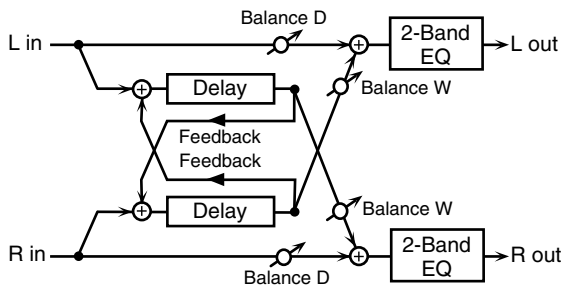 Balance D
L in
2-Band
EQ
L out
Delay
Balance W
Feedback
Feedback
Delay
Balance W
R in
2-Band
EQ
R out
Balance D